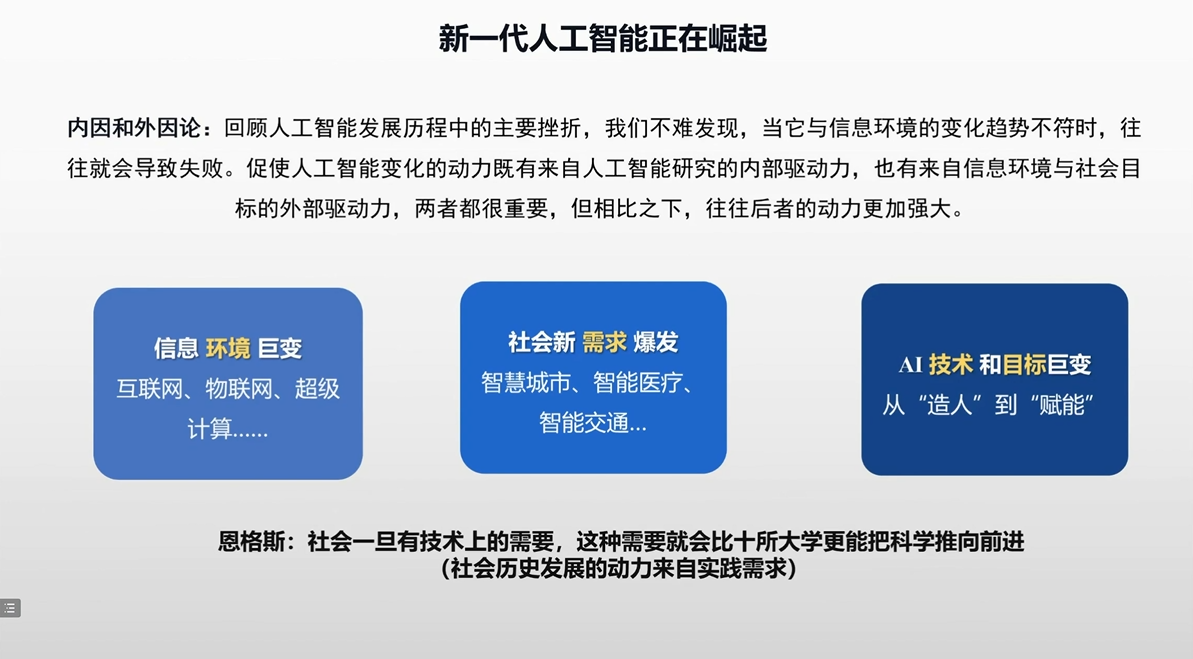 新一代人工智能正在崛起
内因和外因论：回顾人工智能发展历程中的主要挫折，我们不难发现，当它与信息环境的变化趋势不符时，往
往就会导致失败。促使人工智能变化的动力既有来自人工智能研究的内部驱动力，也有来自信息环境与社会目
标的外部驱动力，两者都很重要，但相比之下，往往后者的动力更加强大。
信息 环境 巨变
互联网、物联网、超级
计算......
社会新 需求 爆发
智慧城市、智能医疗、
智能交通...
AI 技术 和目标巨变
从“造人”到“赋能”
恩格斯：社会一旦有技术上的需要，这种需要就会比十所大学更能把科学推向前进
（社会历史发展的动力来自实践需求）